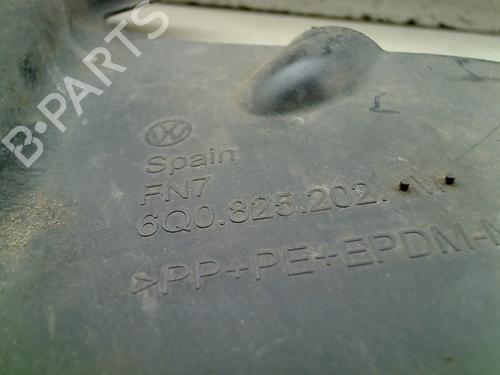 B-PARTS
Spain
FN7
6Q0.825.202.
>PP+PE+EPDM-M